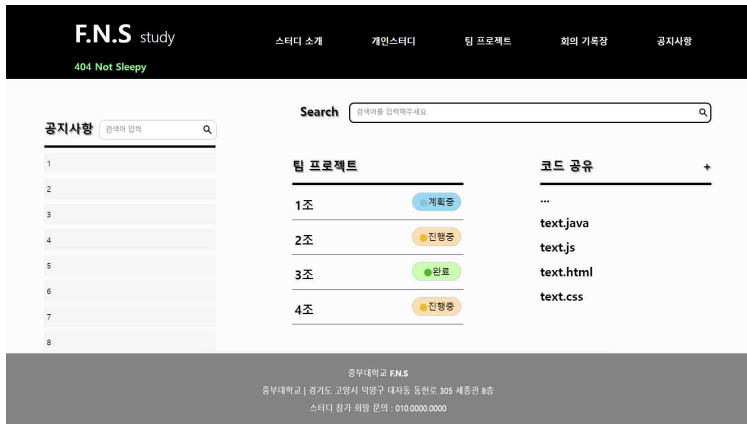 F.N.S study
404 Not Sleepy
스터디 소개
개인스터디
팀 프로젝트
회의 기록장
공지사항
Search
검색어를 입력해주세요
공지사항
검색어 입력
1
2
3
4
5
6
7
8
팀 프로젝트
1조 계획중
2조 진행중
3조 완료
4조 진행중
코드 공유 +
...
text.java
text.js
text.html
text.css
중부대학교 F.N.S
중부대학교 | 경기도 고양시 덕양구 대자동 동헌로 305 세종관 8층
스터디 참가 희망 문의 : 010.0000.0000